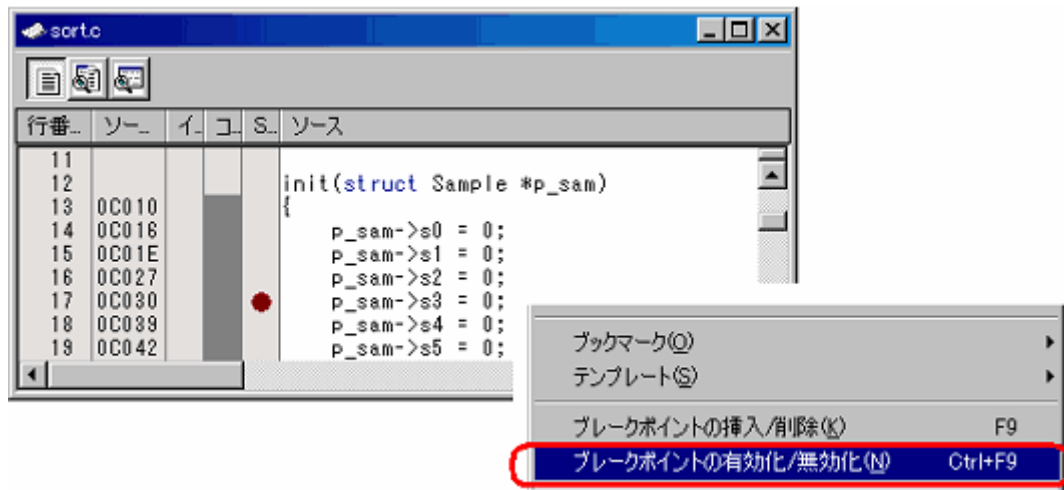 sort.c
行番... ソー... イ.. コ.. S.. ソース
11
12 init(struct Sample *p_sam)
13 0C010 {
14 0C016 p_sam->s0 = 0;
15 0C01E p_sam->s1 = 0;
16 0C027 p_sam->s2 = 0;
17 0C030 p_sam->s3 = 0;
18 0C039 p_sam->s4 = 0;
19 0C042 p_sam->s5 = 0;
ブックマーク(O)
テンプレート(S)
ブレークポイントの挿入/削除(K) F9
ブレークポイントの有効化/無効化(N) Ctrl+F9